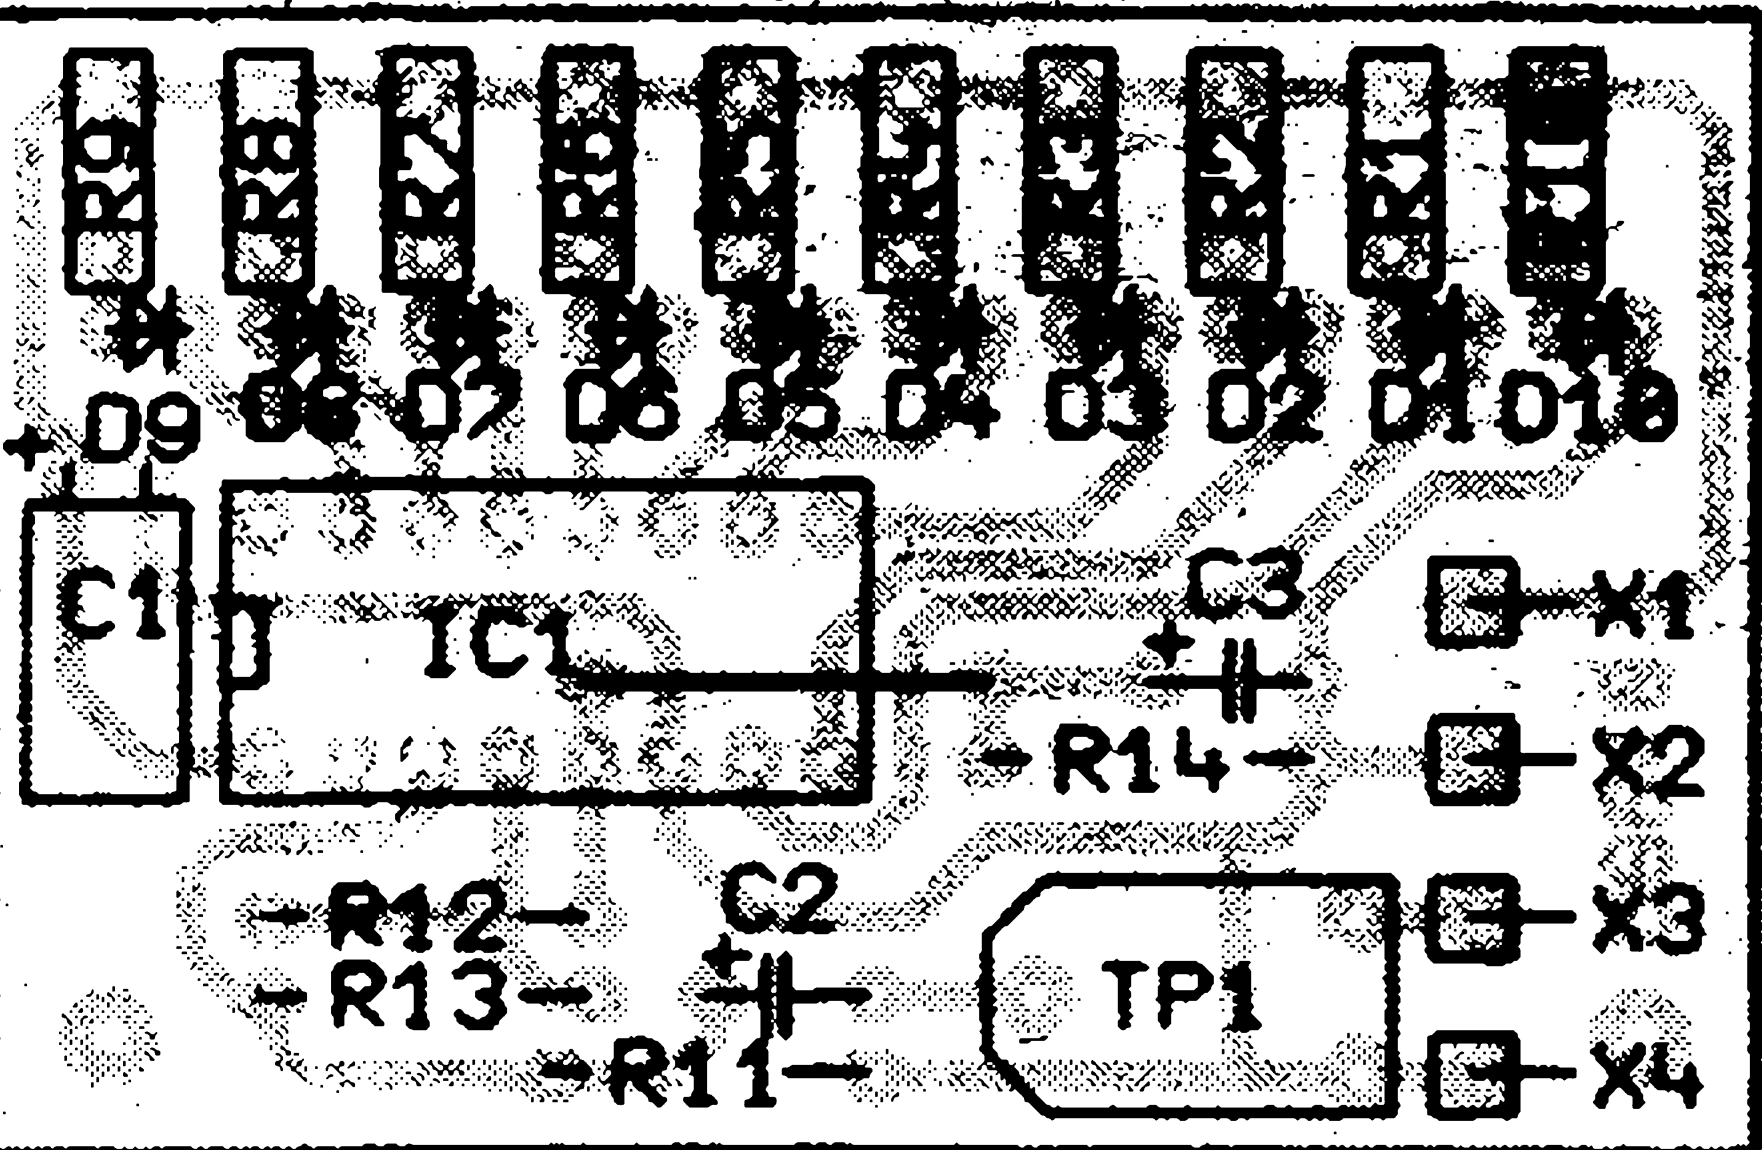 R9 R8 R7 R6 R5 R4 R3 R2 R1 R10
D9 D8 D7 D6 D5 D4 D3 D2 D1 D10
+
C1 IC1 C3 X1
+
R14 X2
R12 C2 X3
+
R13 TP1
R11 X4